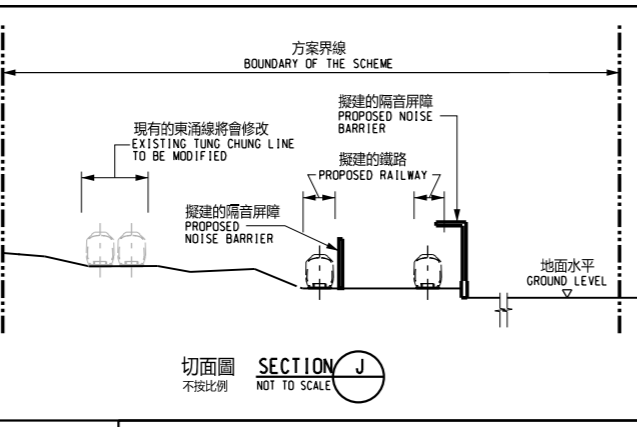 方案界線
BOUNDARY OF THE SCHEME
擬建的隔音屏障
PROPOSED NOISE
BARRIER
現有的東涌線將會修改
EXISTING TUNG CHUNG LINE
TO BE MODIFIED
擬建的鐵路
PROPOSED RAILWAY
擬建的隔音屏障
PROPOSED
NOISE BARRIER
地面水平
GROUND LEVEL
切面圖 SECTION J
不按比例 NOT TO SCALE